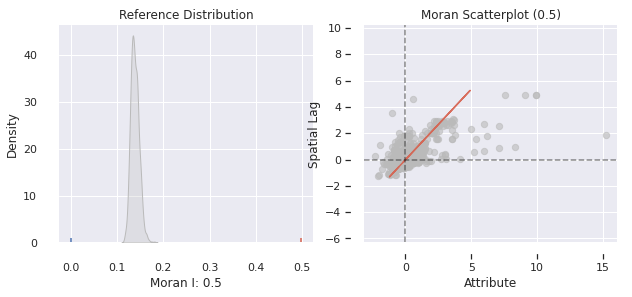 Reference Distribution
Density
40
30
20
10
0
0.0 0.1 0.2 0.3 0.4 0.5
Moran I: 0.5
Moran Scatterplot (0.5)
Spatial Lag
10
8
6
4
2
0
−2
−4
−6
0 5 10 15
Attribute